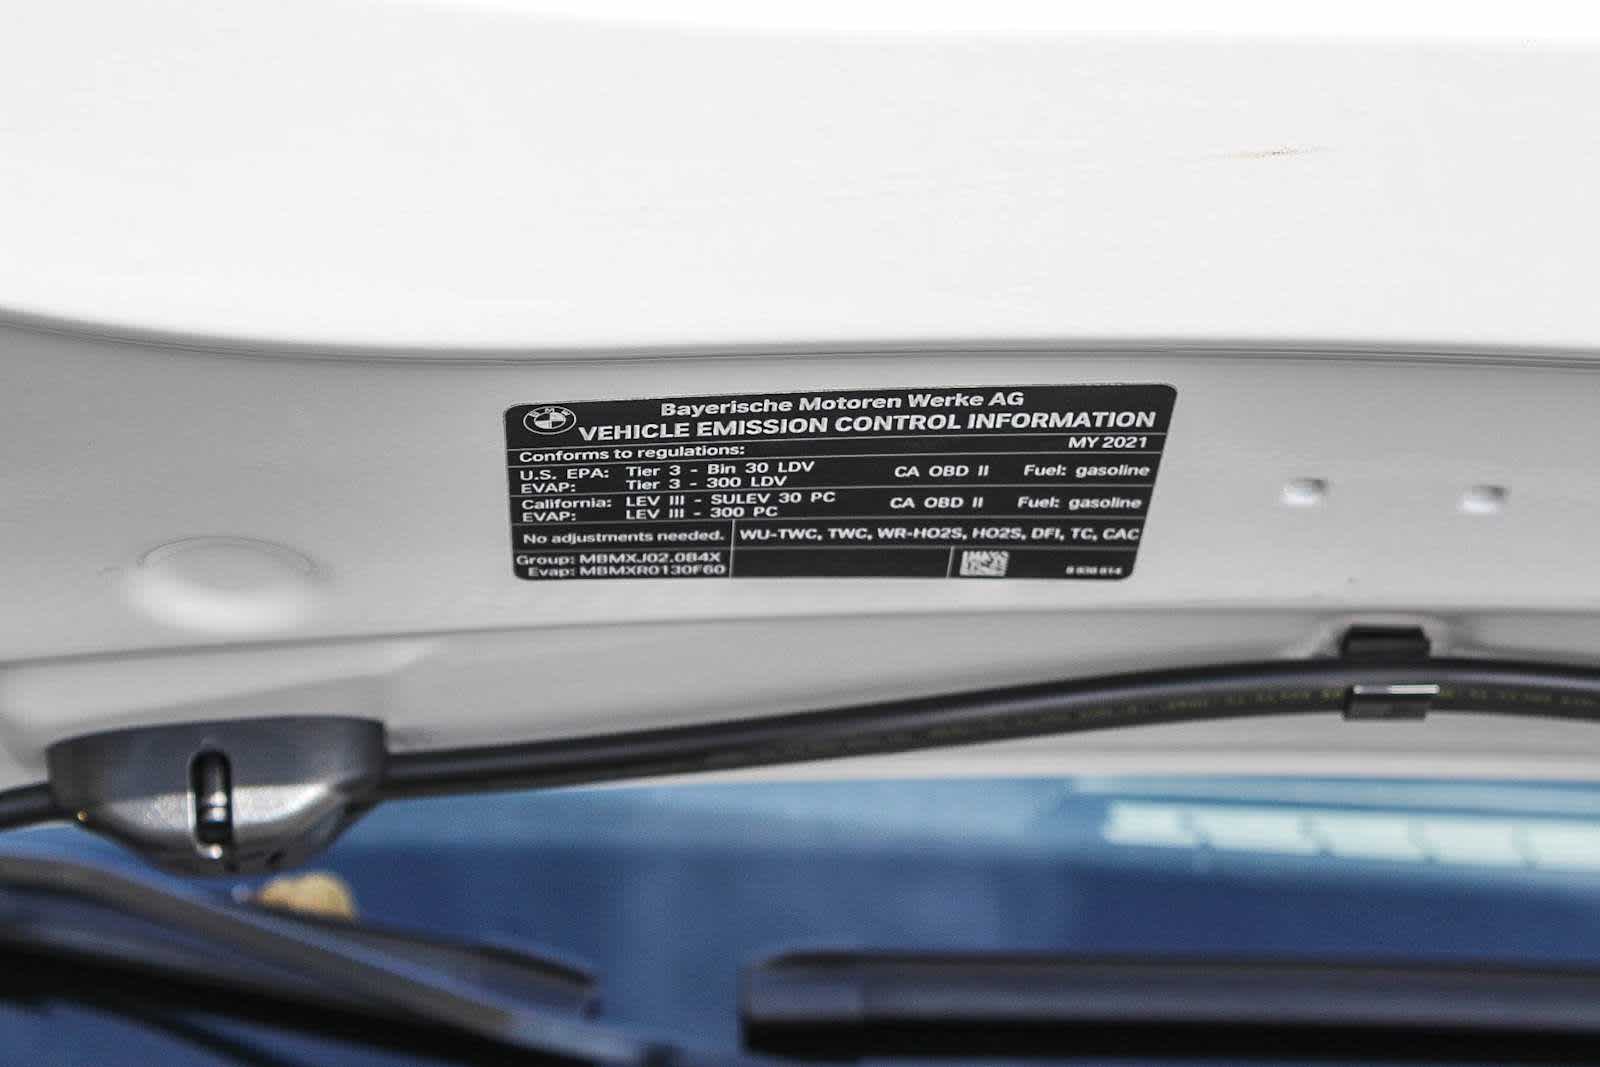 BMW
Bayerische Motoren Werke AG
VEHICLE EMISSION CONTROL INFORMATION
Conforms to regulations: MY 2021
U.S. EPA: Tier 3 - Bin 30 LDV CA OBD II Fuel: gasoline
EVAP: Tier 3 - 300 LDV
California: LEV III - SULEV 30 PC CA OBD II Fuel: gasoline
EVAP: LEV III - 300 PC
No adjustments needed. WU-TWC, TWC, WR-HO2S, HO2S, DFI, TC, CAC
Group: MBMXJ02.0B4X
Evap: MBMXR0130F60